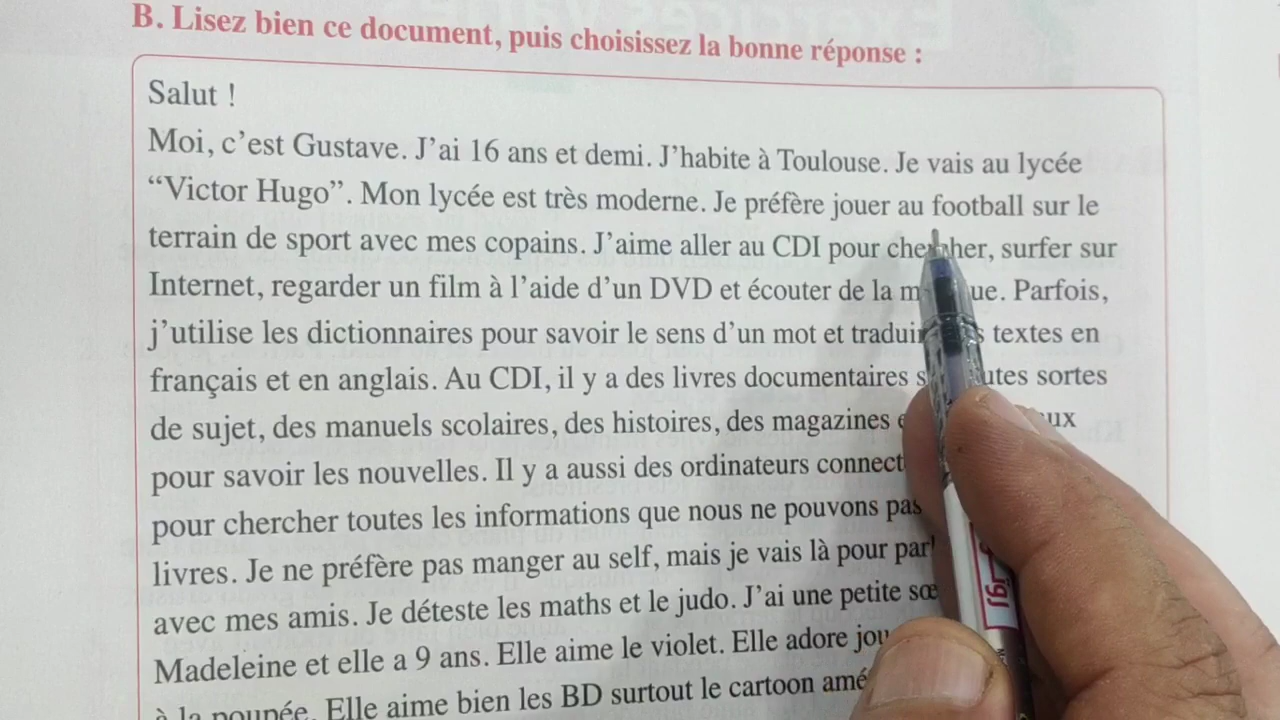 B. Lisez bien ce document, puis choisissez la bonne réponse :
Salut !
Moi, c’est Gustave. J’ai 16 ans et demi. J’habite à Toulouse. Je vais au lycée
“Victor Hugo”. Mon lycée est très moderne. Je préfère jouer au football sur le
terrain de sport avec mes copains. J’aime aller au CDI pour chercher, surfer sur
Internet, regarder un film à l’aide d’un DVD et écouter de la Parfois,
j’utilise les dictionnaires pour savoir le sens d’un mot et textes en
français et en anglais. Au CDI, il y a des livres documentaires sortes
de sujet, des manuels scolaires, des histoires, des magazines
pour savoir les nouvelles. Il y a aussi des ordinateurs
pour chercher toutes les informations que nous ne pouvons pas
livres. Je ne préfère pas manger au self, mais je vais là pour
avec mes amis. Je déteste les maths et le judo. J’ai une petite
Madeleine et elle a 9 ans. Elle aime le violet. Elle adore
à la poupée. Elle aime bien les BD surtout le cartoon